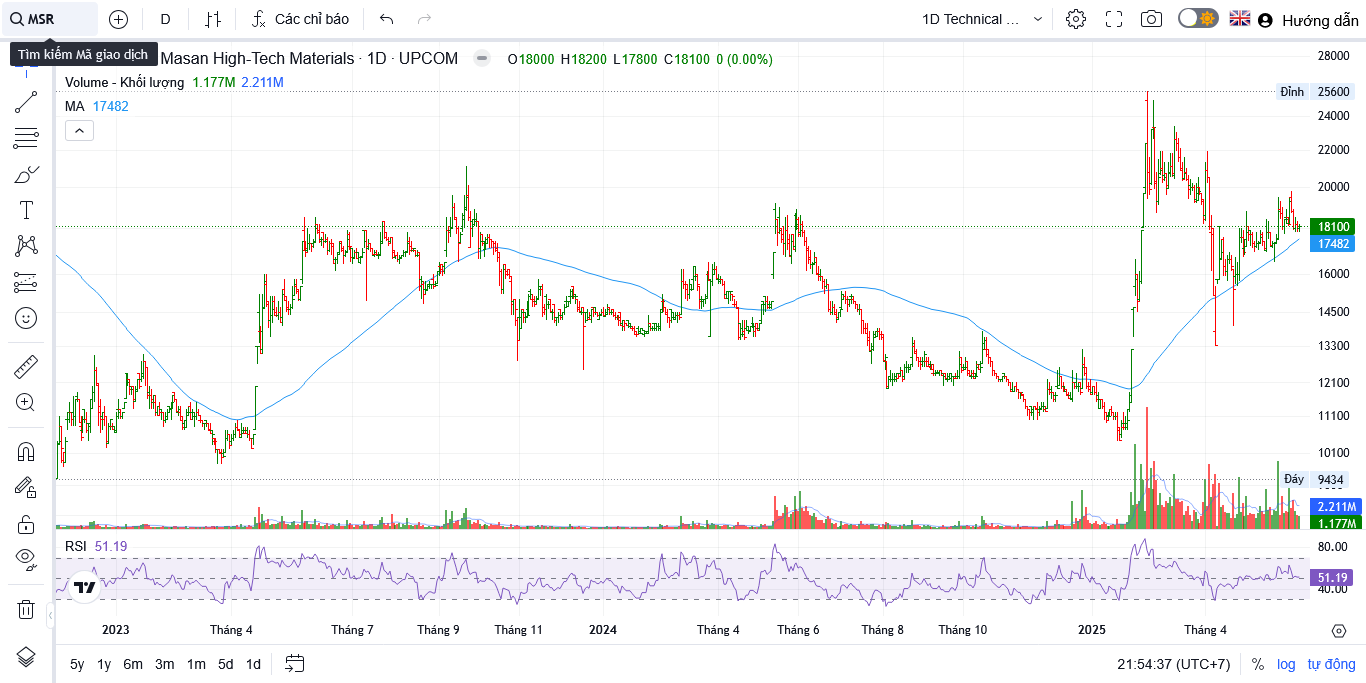 MSR
D
Các chỉ báo
1D Technical ...
Hướng dẫn
Tìm kiếm Mã giao dịch
Masan High-Tech Materials · 1D · UPCOM
O18000 H18200 L17800 C18100 0 (0.00%)
Volume - Khối lượng 1.177M 2.211M
MA 17482
28000
Đỉnh 25600
24000
22000
20000
18100
17482
16000
14500
13300
12100
11100
10100
Đáy 9434
2.211M
1.177M
RSI 51.19
80.00
51.19
40.00
2023 Tháng 4 Tháng 7 Tháng 9 Tháng 11 2024 Tháng 4 Tháng 6 Tháng 8 Tháng 10 2025 Tháng 4
5y 1y 6m 3m 1m 5d 1d
21:54:37 (UTC+7) % log tự động